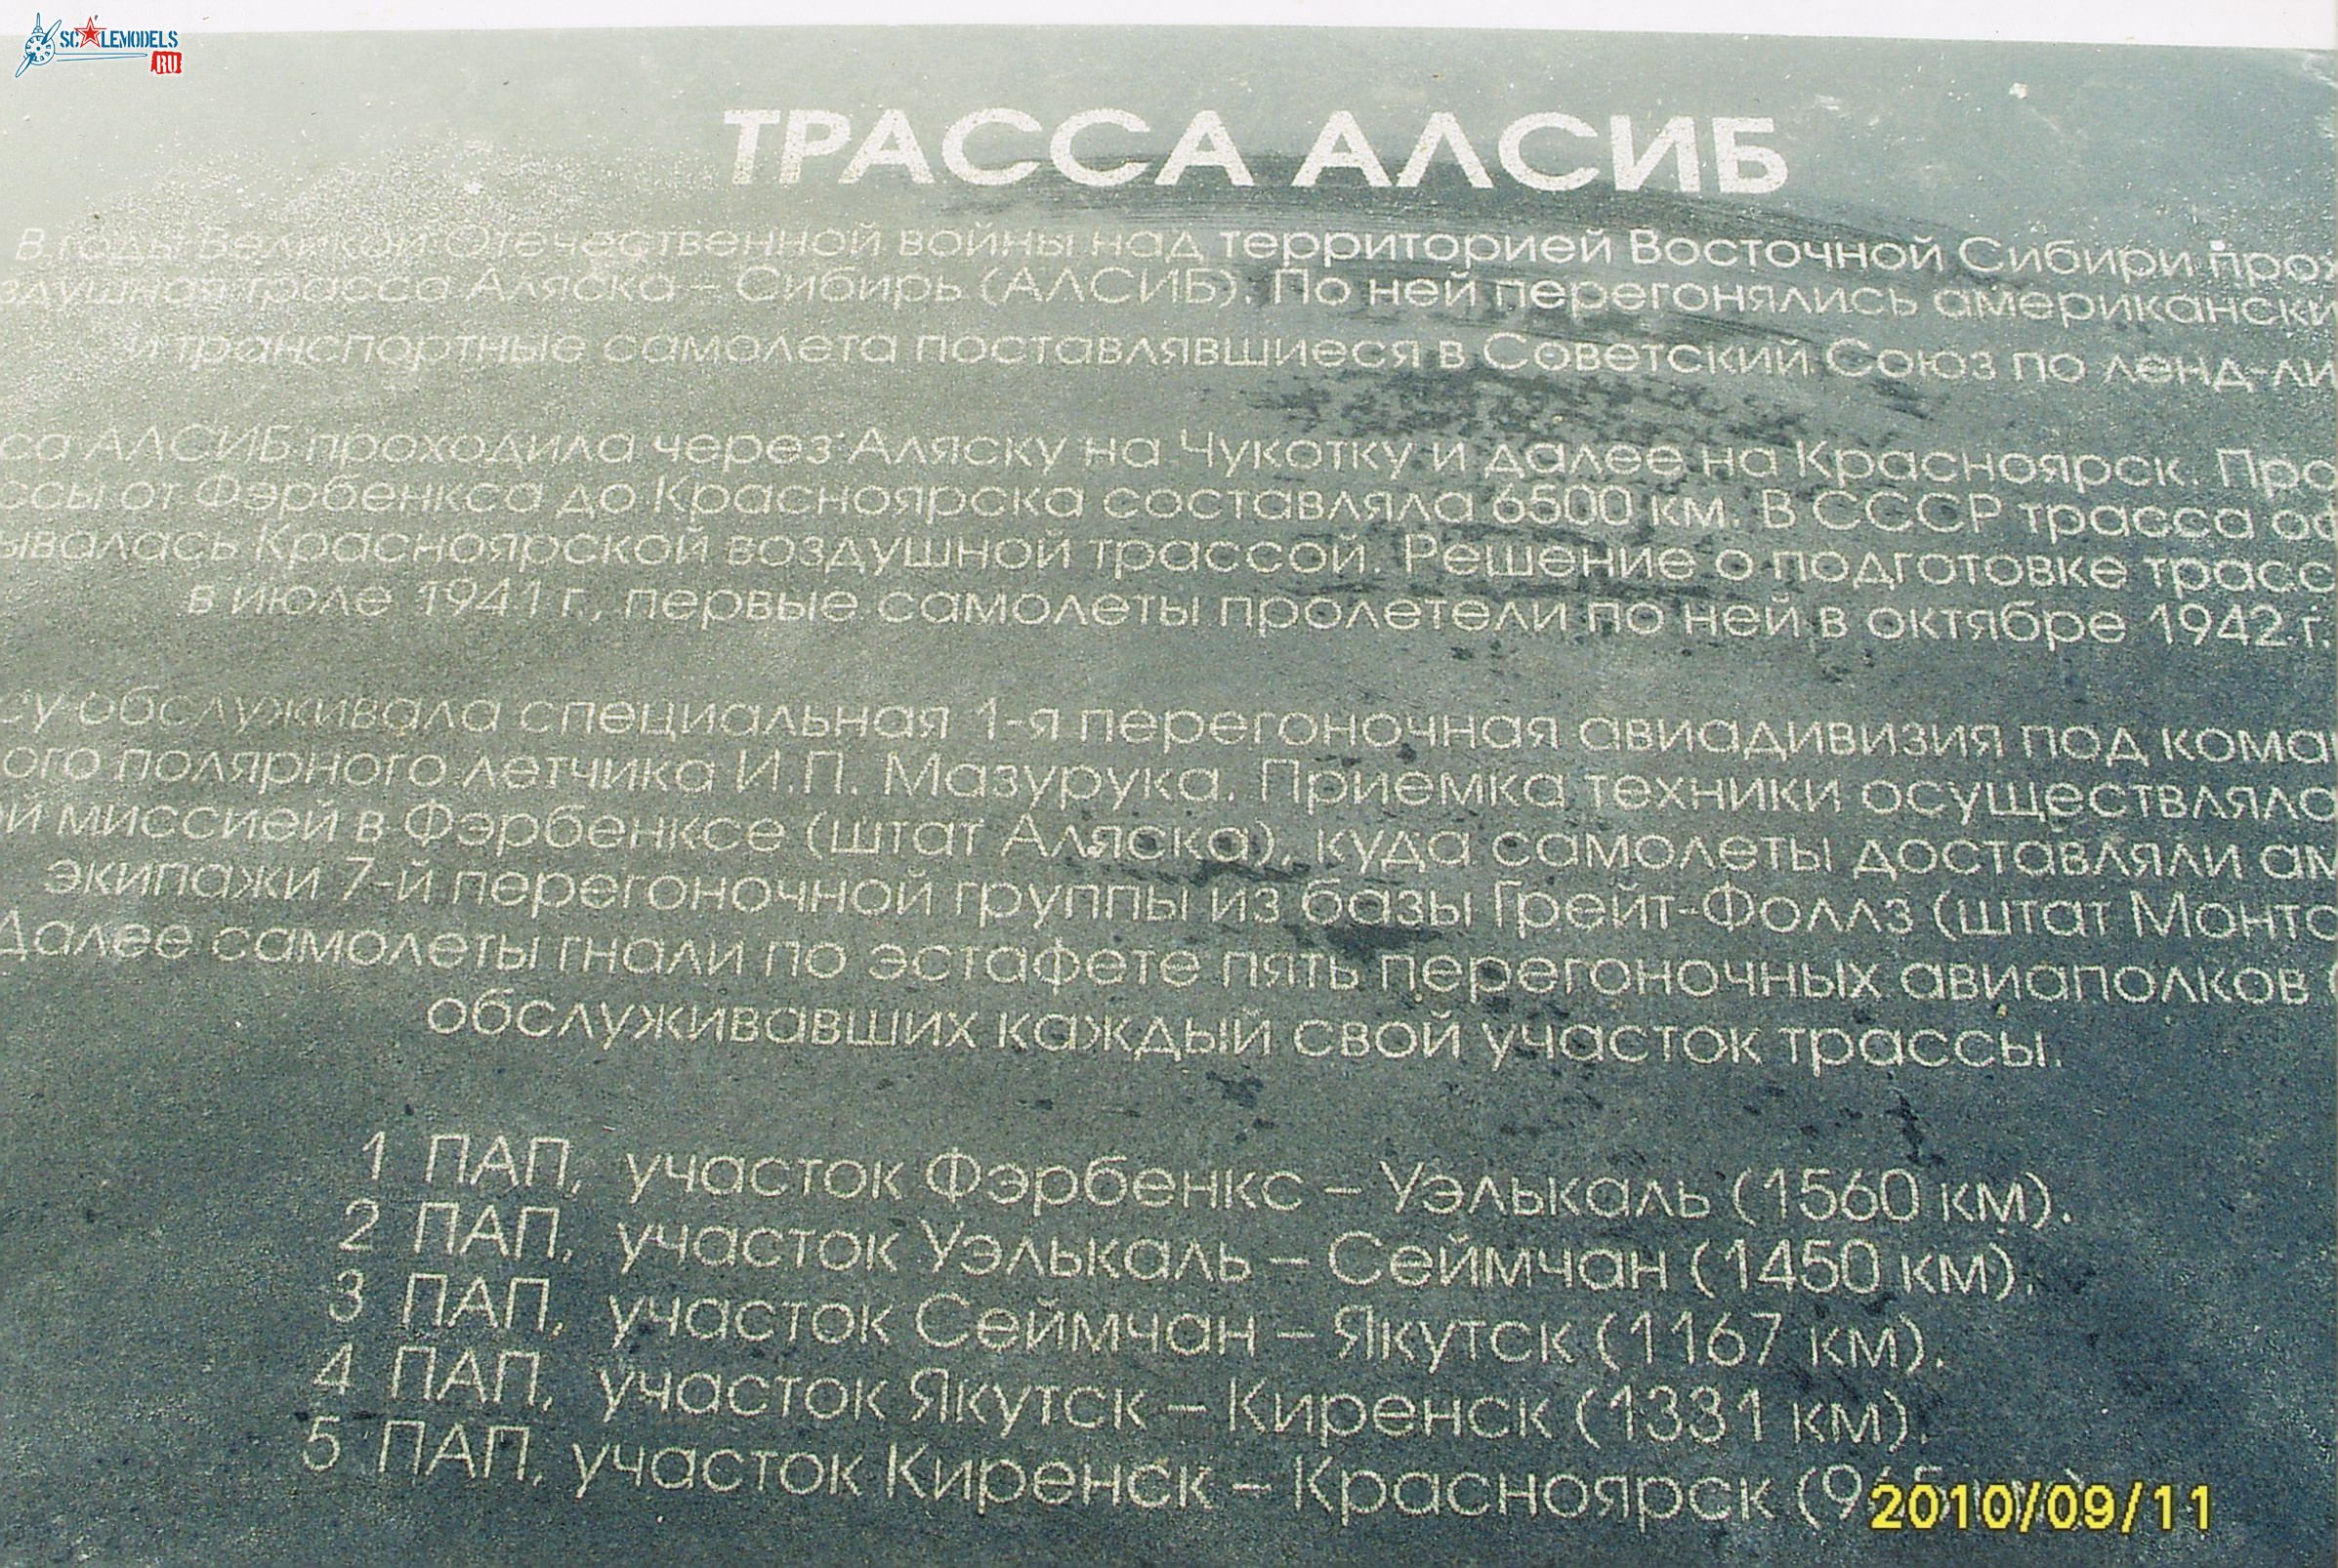 SCALEMODELS
RU
ТРАССА АЛСИБ
В годы Великой Отечественной войны над территорией Восточной Сибири прох
здушная трасса Аляска – Сибирь (АЛСИБ). По ней перегонялись американски
и транспортные самолета поставлявшиеся в Советский Союз по ленд-ли
са АЛСИБ проходила через Аляску на Чукотку и далее на Красноярск. Про
ссы от Фэрбенкса до Красноярска составляла 6500 км. В СССР трасса о
ывалась Красноярской воздушной трассой. Решение о подготовке трасс
в июле 1941 г., первые самолеты пролетели по ней в октябре 1942 г.
су обслуживала специальная 1-я перегоночная авиадивизия под кома
ого полярного летчика И.П. Мазурука. Приемка техники осуществляло
й миссией в Фэрбенксе (штат Аляска), куда самолеты доставляли ам
экипажи 7-й перегоночной группы из базы Грейт-Фоллз (штат Монта
Далее самолеты гнали по эстафете пять перегоночных авиаполков (
обслуживавших каждый свой участок трассы.
1 ПАП, участок Фэрбенкс – Уэлькаль (1560 км).
2 ПАП, участок Уэлькаль – Сеймчан (1450 км).
3 ПАП, участок Сеймчан – Якутск (1167 км).
4 ПАП, участок Якутск – Киренск (1331 км).
5 ПАП, участок Киренск – Красноярск (965
2010/09/11